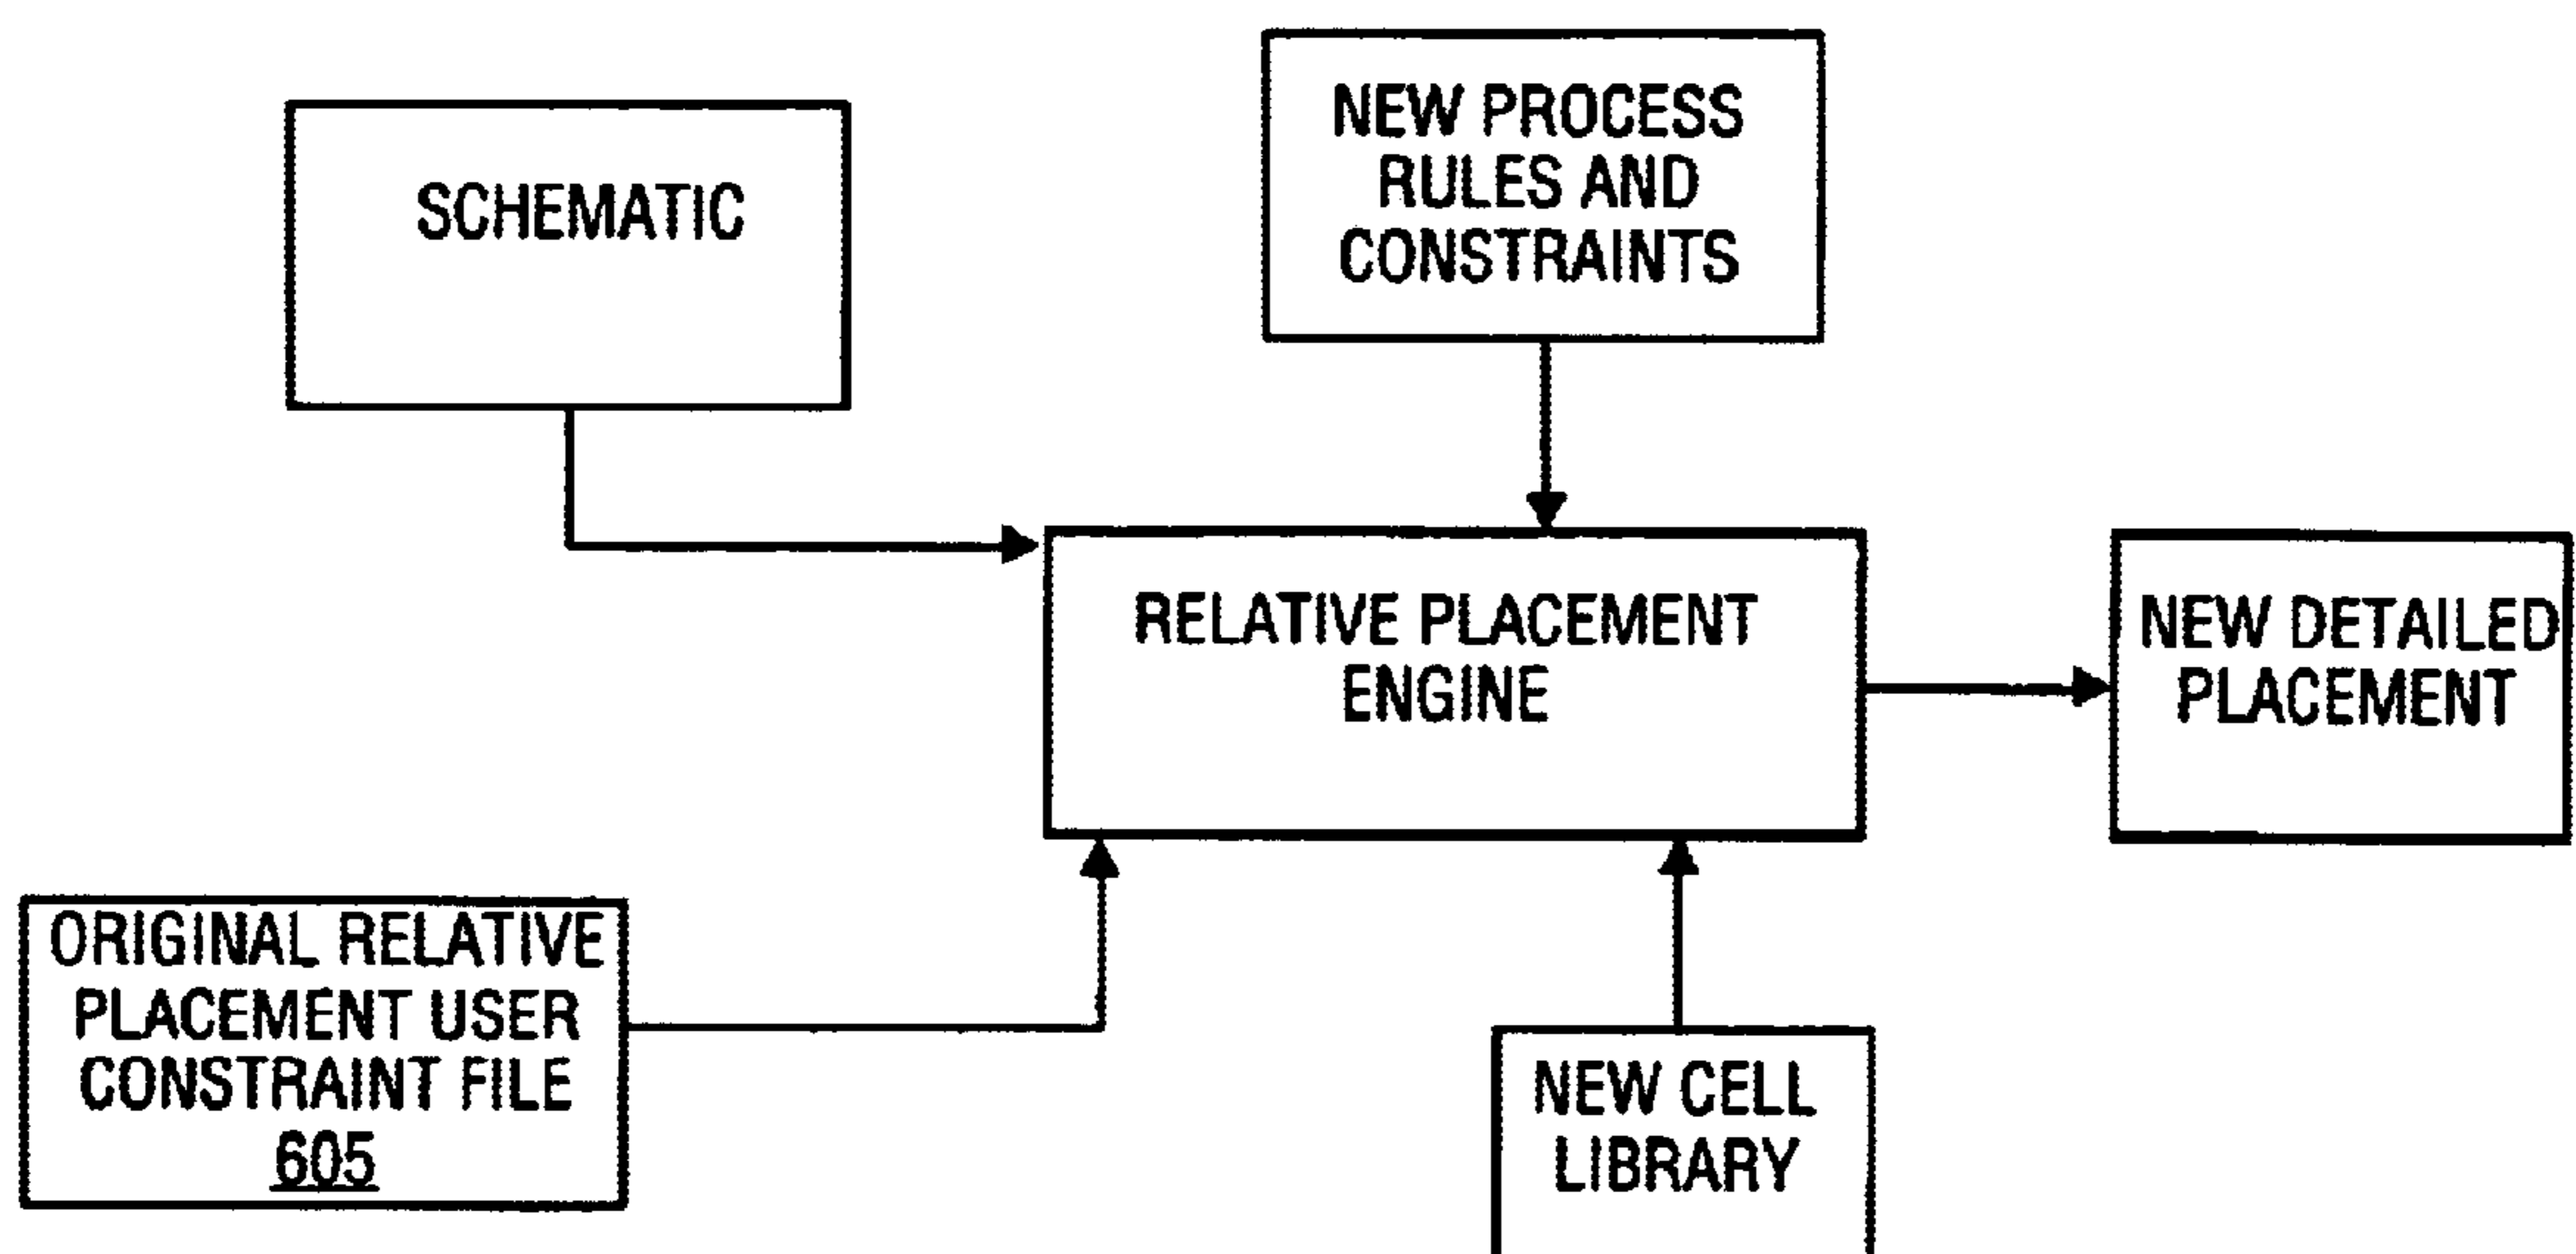 SCHEMATIC
NEW PROCESS
RULES AND
CONSTRAINTS
RELATIVE PLACEMENT
ENGINE
NEW DETAILED
PLACEMENT
ORIGINAL RELATIVE
PLACEMENT USER
CONSTRAINT FILE
605
NEW CELL
LIBRARY